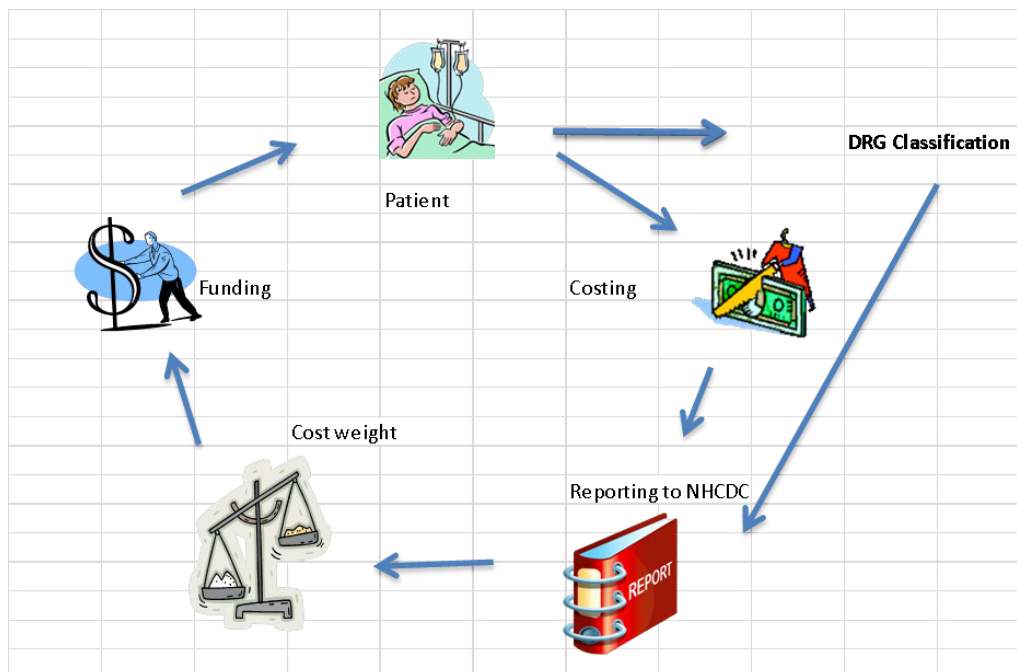 DRG Classification
Patient
Funding
Costing
Cost weight
Reporting to NHCDC
REPORT